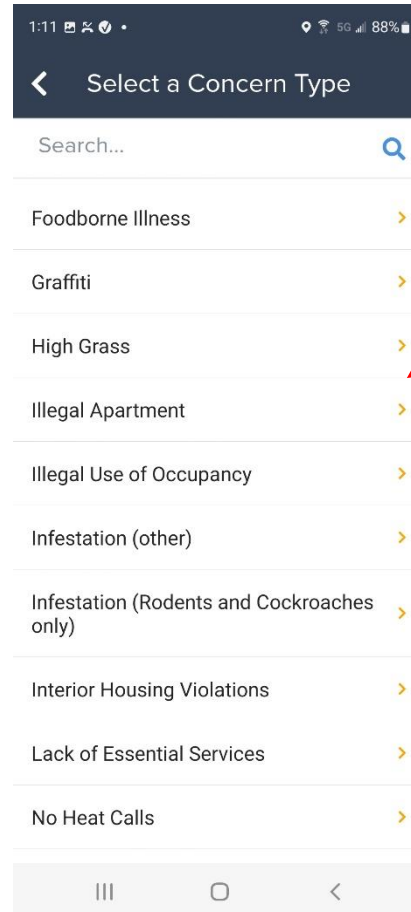 1:11 5G 88%
Select a Concern Type
Search...
Foodborne Illness
Graffiti
High Grass
Illegal Apartment
Illegal Use of Occupancy
Infestation (other)
Infestation (Rodents and Cockroaches
only)
Interior Housing Violations
Lack of Essential Services
No Heat Calls